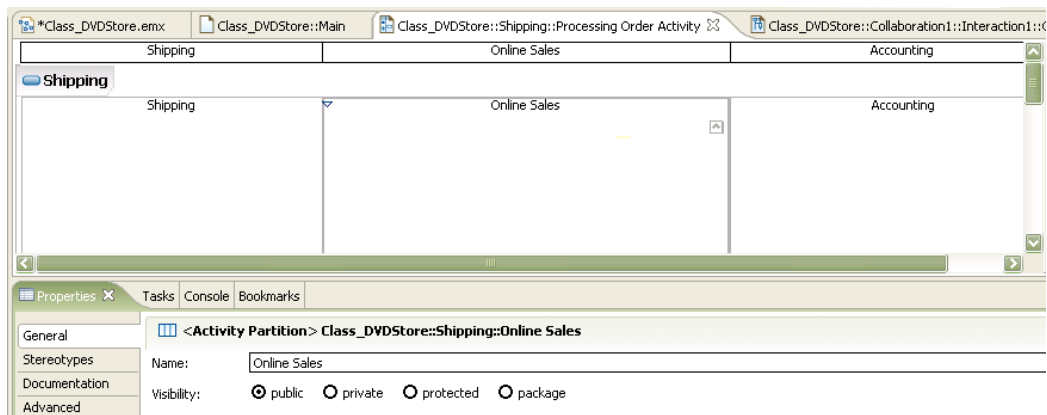 *Class_DVDStore.emx Class_DVDStore::Main Class_DVDStore::Shipping::Processing Order Activity Class_DVDStore::Collaboration1::Interaction1::
Shipping Online Sales Accounting
Shipping
Shipping Online Sales Accounting
Properties Tasks Console Bookmarks
General
<Activity Partition> Class_DVDStore::Shipping::Online Sales
Stereotypes
Name: Online Sales
Documentation
Visibility: public private protected package
Advanced